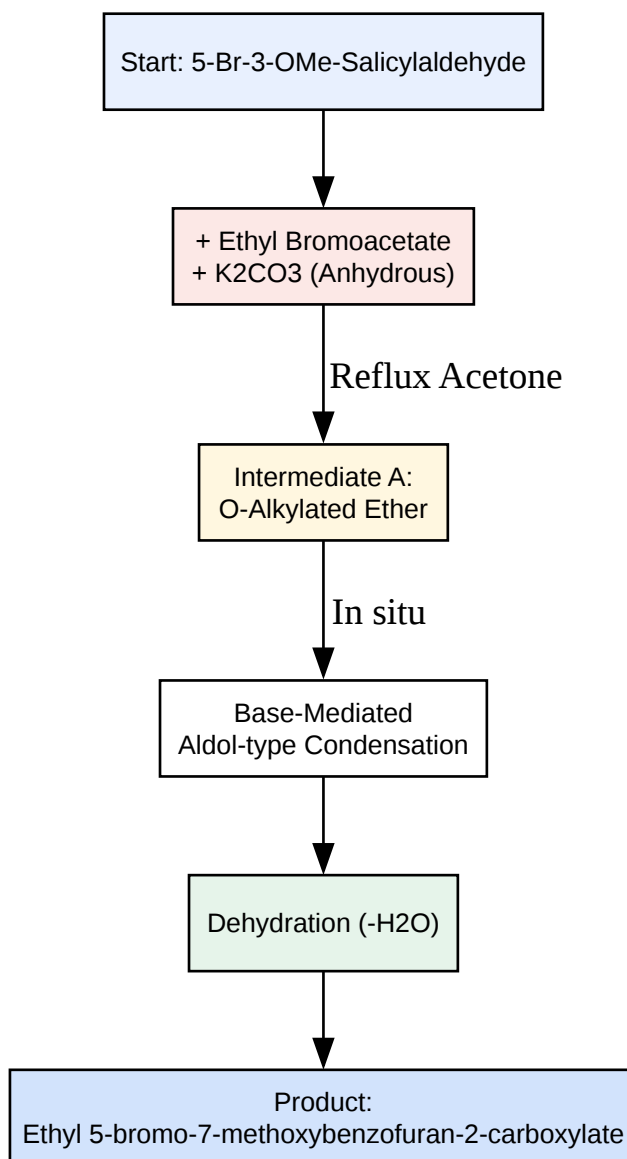 Start: 5-Br-3-OMe-Salicylaldehyde
+ Ethyl Bromoacetate
+ K2CO3 (Anhydrous)
Reflux Acetone
Intermediate A:
O-Alkylated Ether
In situ
Base-Mediated
Aldol-type Condensation
Dehydration (-H2O)
Product:
Ethyl 5-bromo-7-methoxybenzofuran-2-carboxylate